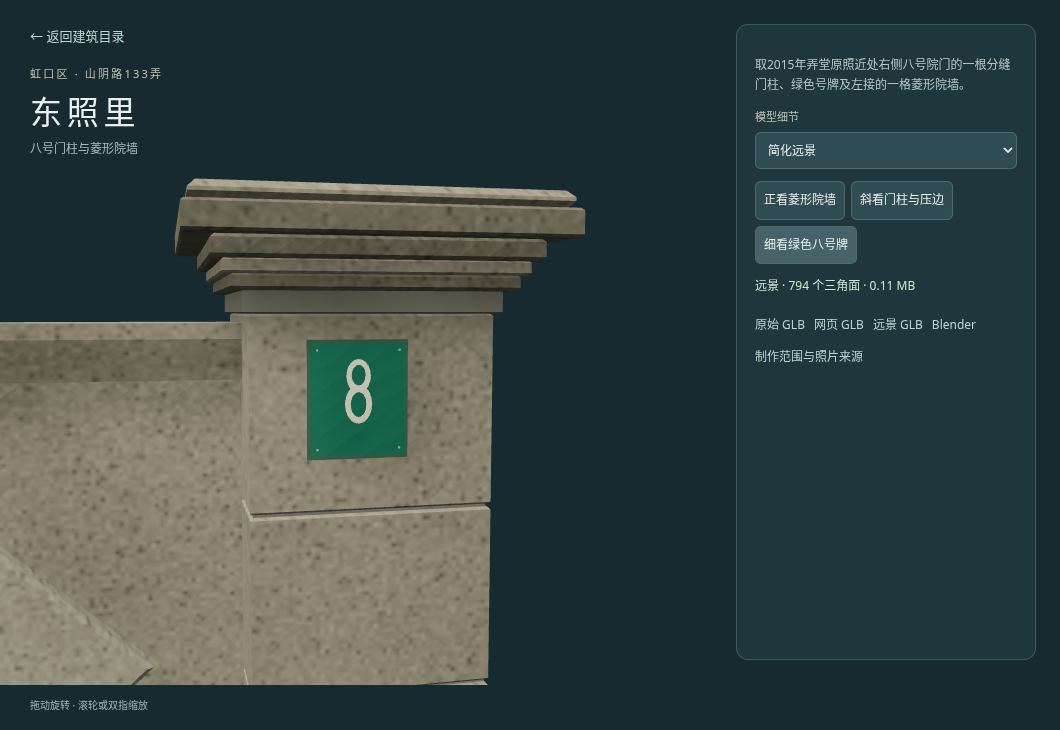 ← 返回建筑目录
虹口区 · 山阴路133弄
东照里
八号门柱与菱形院墙
8
拖动旋转 · 滚轮或双指缩放
取2015年弄堂原照近处右侧八号院门的一根分缝
门柱、绿色号牌及左接的一格菱形院墙。
模型细节
简化远景
正看菱形院墙 斜看门柱与压边
细看绿色八号牌
远景 · 794 个三角面 · 0.11 MB
原始 GLB 网页 GLB 远景 GLB Blender
制作范围与照片来源